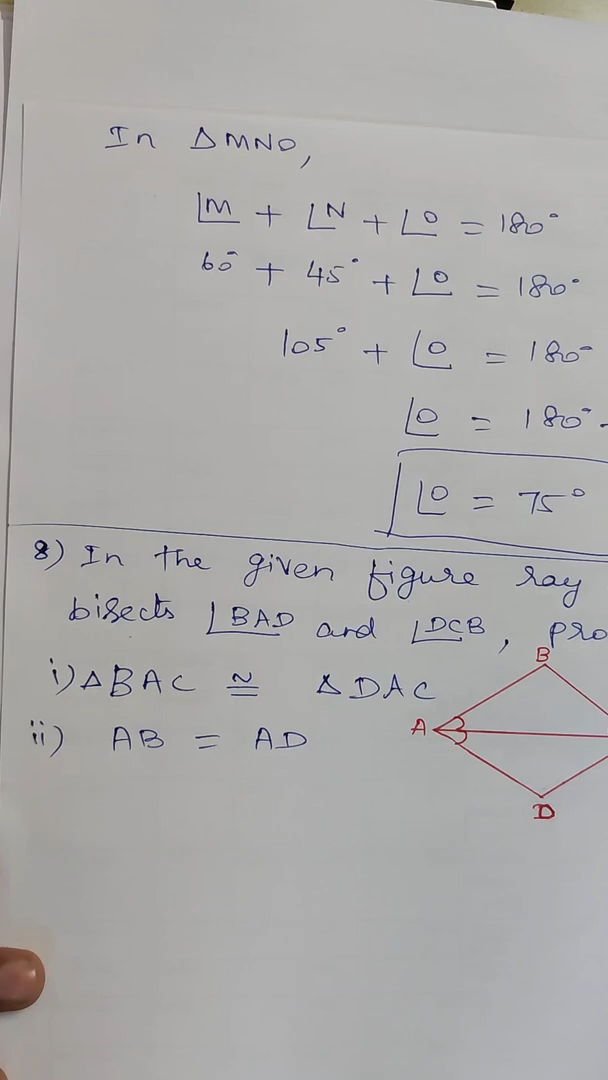 In ΔMNO,
∟M + ∟N + ∟O = 180°
60° + 45° + ∟O = 180°
105° + ∟O = 180°
∟O = 180° -
∟O = 75°
8) In the given figure ray
bisects ∟BAD and ∟DCB, pro
i) ΔBAC ≅ ΔDAC
ii) AB = AD
B
A
D